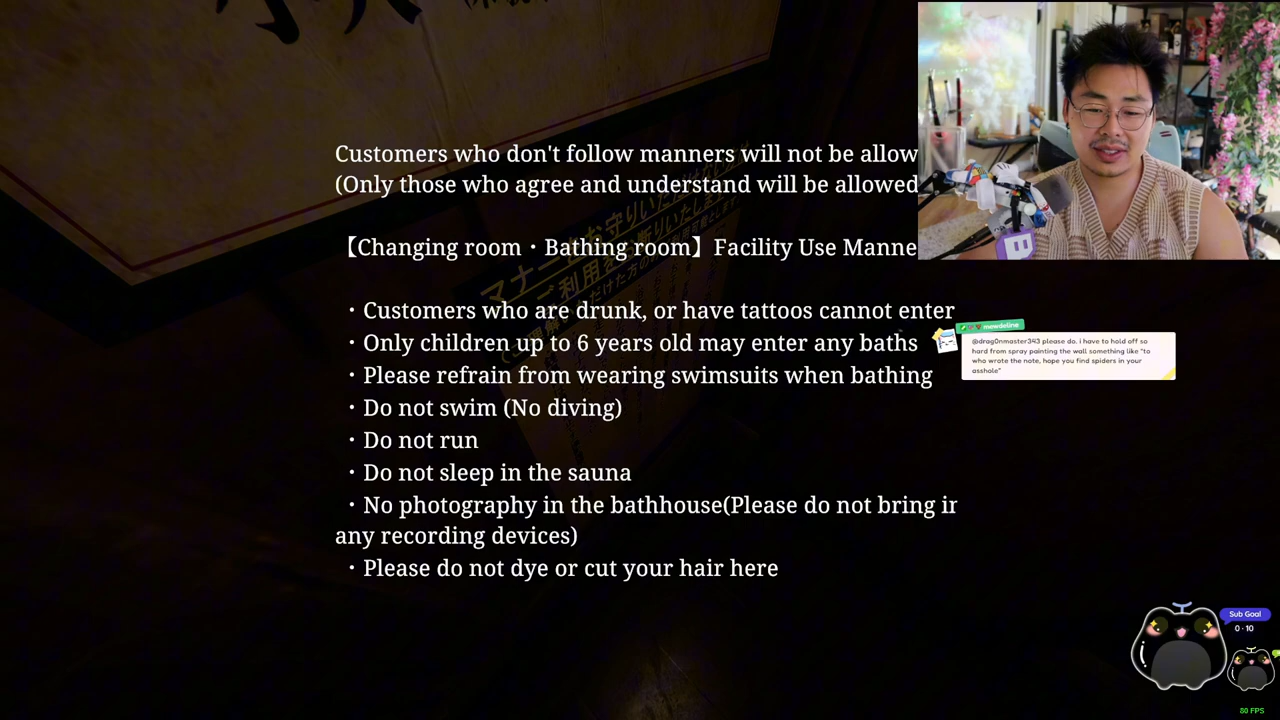 Customers who don't follow manners will not be allow
(Only those who agree and understand will be allowed
【Changing room・Bathing room】Facility Use Manne
・Customers who are drunk, or have tattoos cannot enter
・Only children up to 6 years old may enter any baths
・Please refrain from wearing swimsuits when bathing
・Do not swim (No diving)
・Do not run
・Do not sleep in the sauna
・No photography in the bathhouse(Please do not bring in
any recording devices)
・Please do not dye or cut your hair here
mewdeline
@drag0nmaster343 please do. i have to hold off so
hard from spray painting the wall something like "ta
who wrote the note, hope you find spiders in your
asshole"
Sub Goal
0 - 10
80 FPS